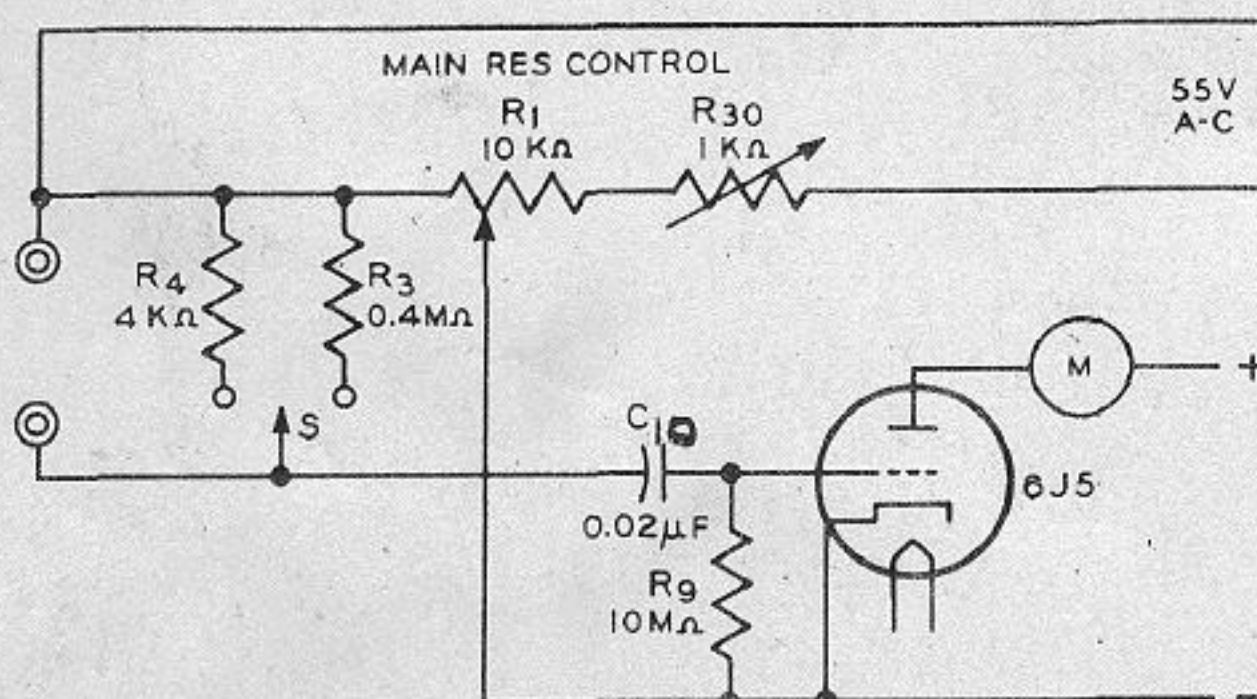 MAIN RES CONTROL
55V
A-C
R1
10 KΩ
R30
1 KΩ
R4
4 KΩ
R3
0.4MΩ
M
+
S
C10
6J5
0.02µF
R9
10MΩ